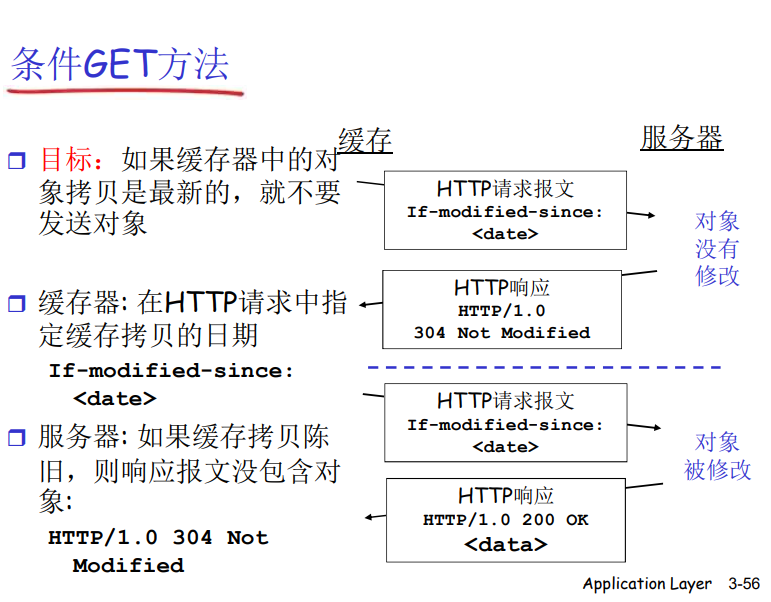 条件GET方法
目标：如果缓存器中的对
象拷贝是最新的，就不要
发送对象
缓存器: 在HTTP请求中指
定缓存拷贝的日期
If-modified-since:
<date>
服务器: 如果缓存拷贝陈
旧，则响应报文没包含对
象:
HTTP/1.0 304 Not
Modified
缓存
服务器
HTTP请求报文
If-modified-since:
<date>
对象
没有
修改
HTTP响应
HTTP/1.0
304 Not Modified
HTTP请求报文
If-modified-since:
<date>
对象
被修改
HTTP响应
HTTP/1.0 200 OK
<data>
Application Layer 3-56